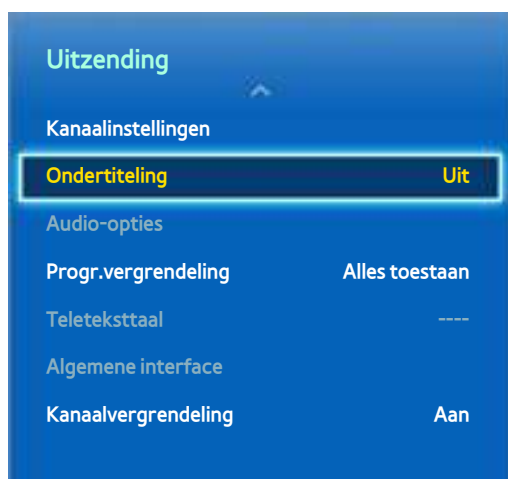 Uitzending
Kanaalinstellingen
Ondertiteling Uit
Audio-opties
Progr.vergrendeling Alles toestaan
Teleteksttaal ----
Algemene interface
Kanaalvergrendeling Aan